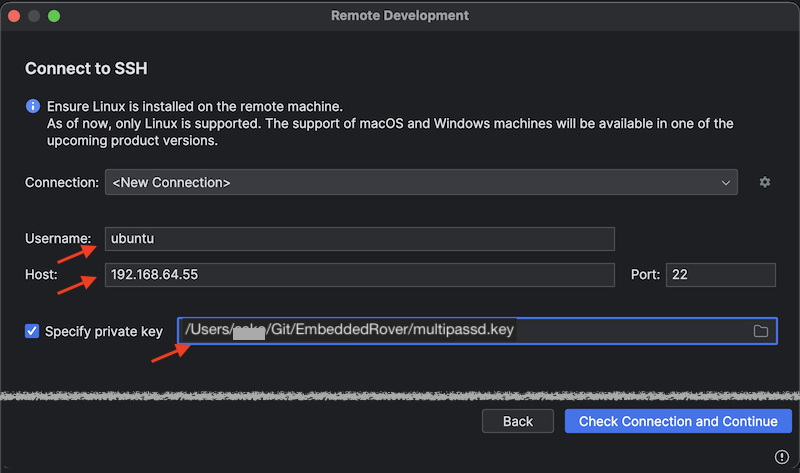 Remote Development
Connect to SSH
Ensure Linux is installed on the remote machine.
As of now, only Linux is supported. The support of macOS and Windows machines will be available in one of the
upcoming product versions.
Connection: <New Connection>
Username: ubuntu
Host: 192.168.64.55 Port: 22
Specify private key /Users/ /Git/EmbeddedRover/multipassd.key
Back Check Connection and Continue